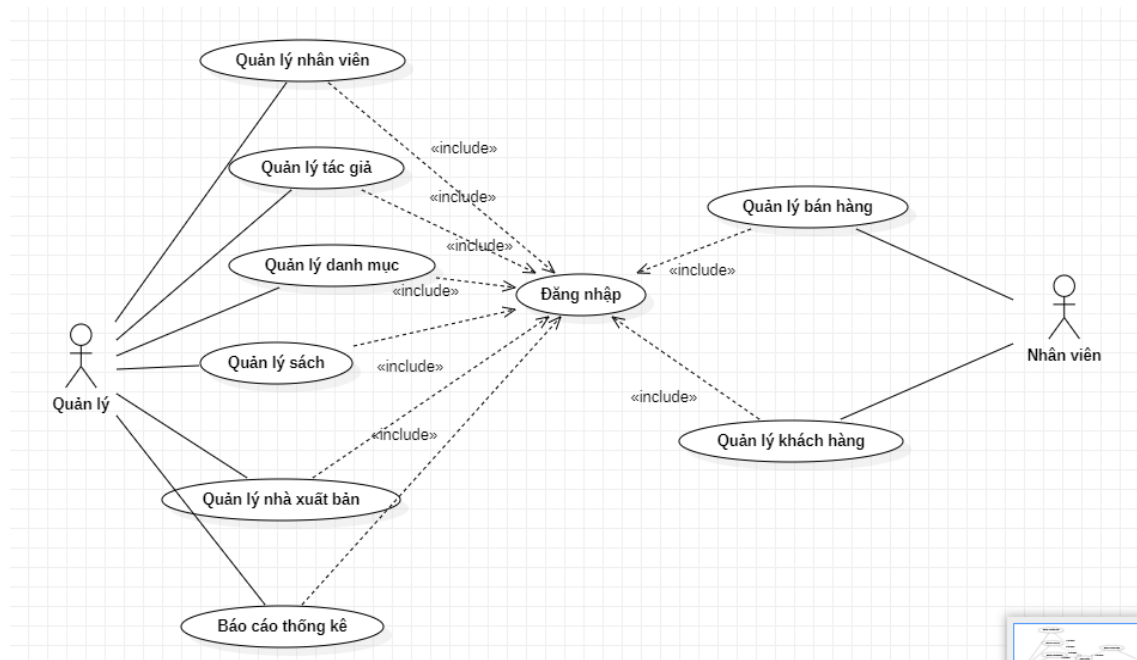 Quản lý nhân viên
«include»
Quản lý tác giả
«include»
Quản lý bán hàng
«include»
Quản lý danh mục
«include»
«include»
Đăng nhập
Quản lý sách
Nhân viên
«include»
Quản lý
«include»
«include»
Quản lý khách hàng
Quản lý nhà xuất bản
Báo cáo thống kê